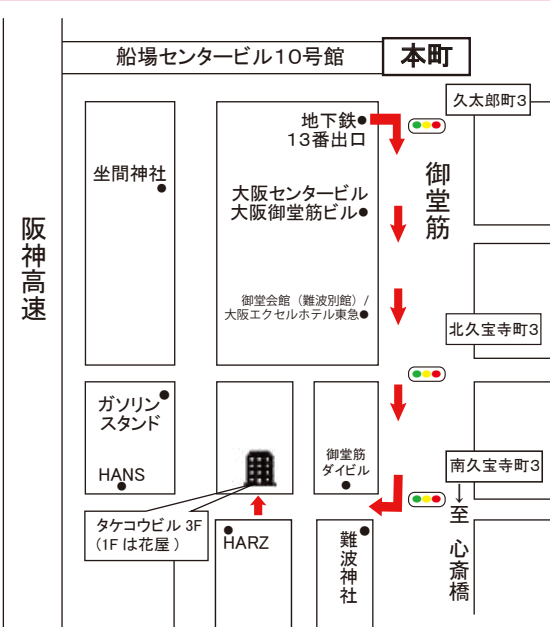 船場センタービル10号館
本町
久太郎町3
地下鉄
13番出口
坐間神社
御堂筋
大阪センタービル
大阪御堂筋ビル
阪神高速
御堂会館（難波別館）/
大阪エクセルホテル東急
北久宝寺町3
ガソリン
スタンド
御堂筋
ダイビル
HANS
南久宝寺町3
タケコウビル 3F
(1F は花屋 )
HARZ
難波神社
↓
至 心斎橋